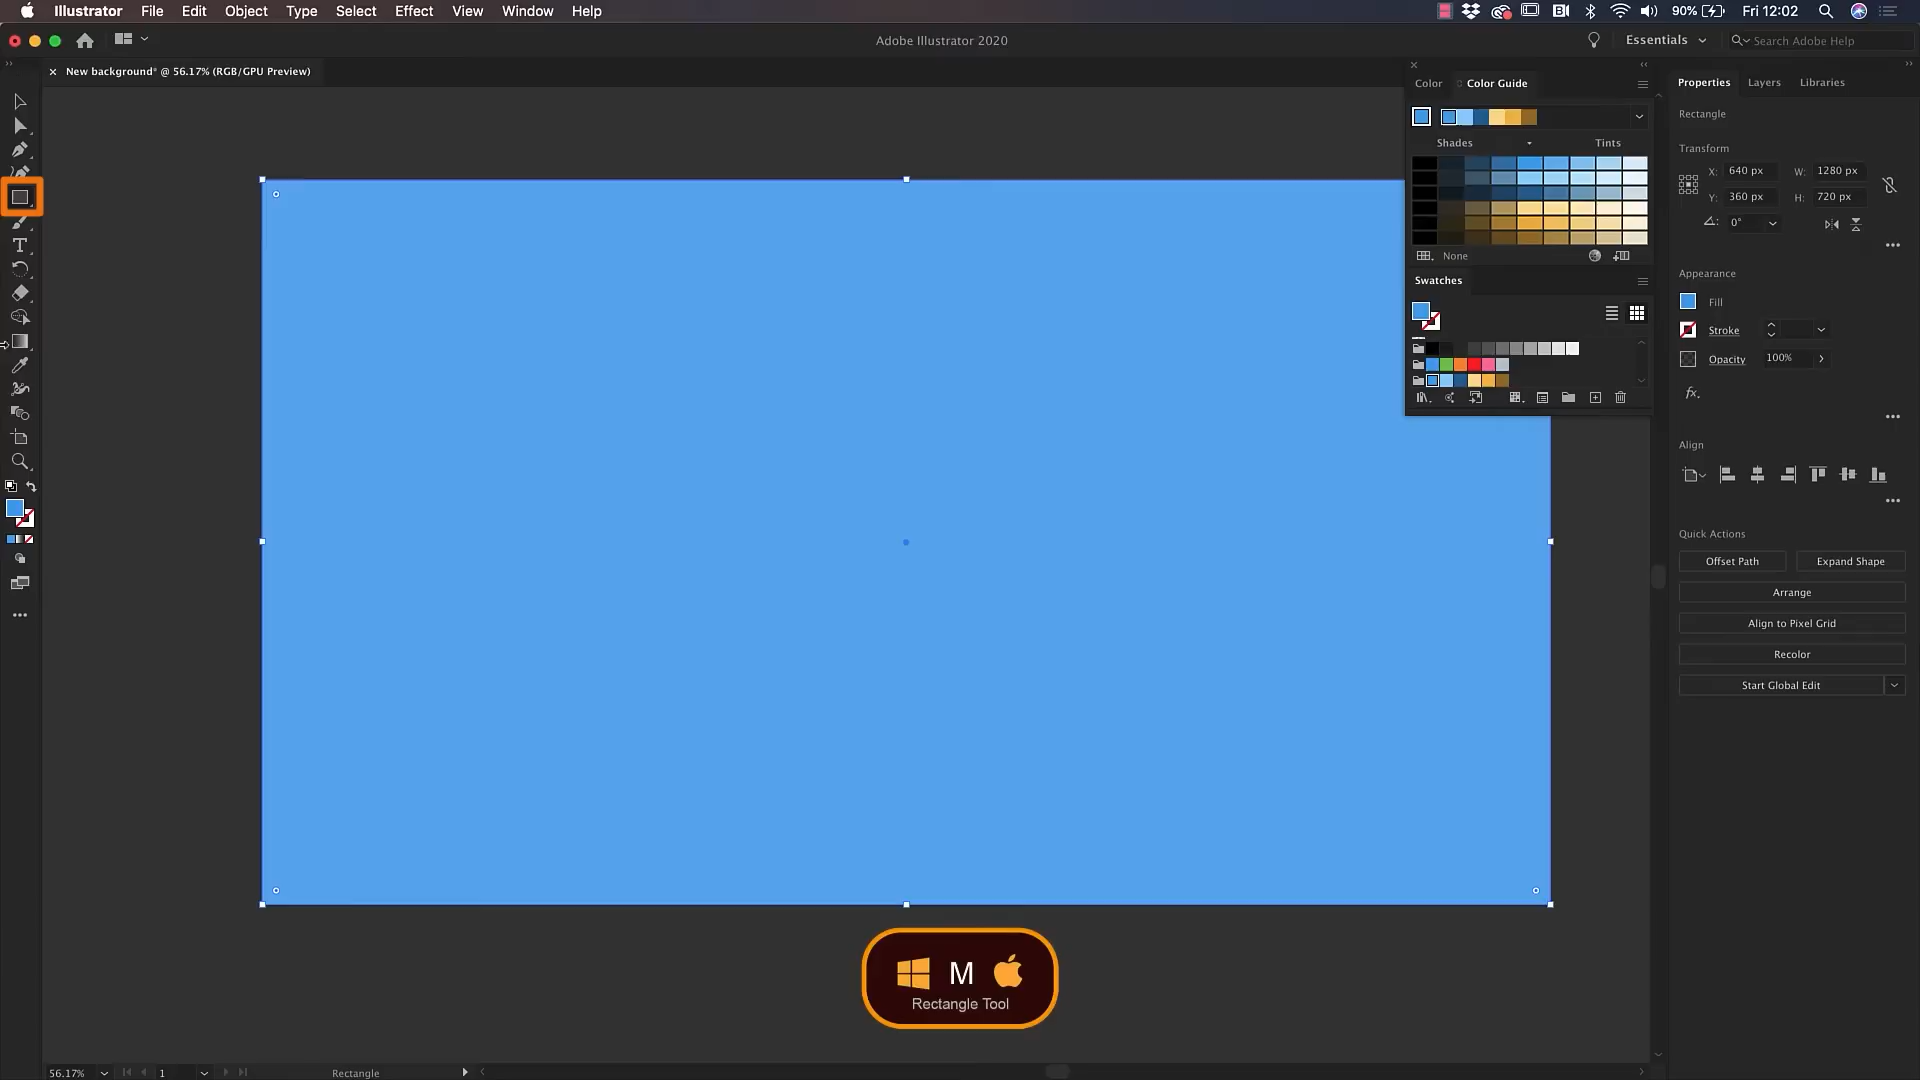 Illustrator File Edit Object Type Select Effect View Window Help
90% Fri 12:02
Adobe Illustrator 2020
Essentials
Search Adobe Help
× New background* @ 56.17% (RGB/GPU Preview)
Color Color Guide
Shades Tints
None
Swatches
Properties Layers Libraries
Rectangle
Transform
X: 640 px W: 1280 px
Y: 360 px H: 720 px
0°
Appearance
Fill
Stroke
Opacity 100%
fx.
Align
Quick Actions
Offset Path Expand Shape
Arrange
Align to Pixel Grid
Recolor
Start Global Edit
M
Rectangle Tool
56.17% 1 Rectangle